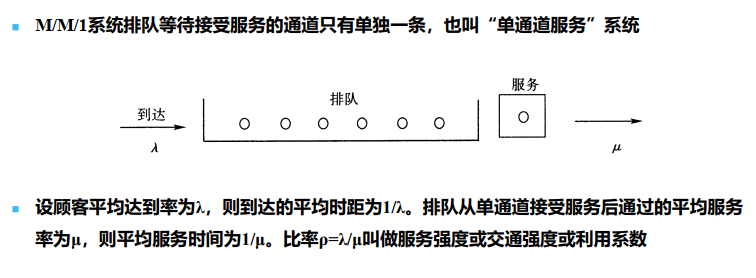 M/M/1系统排队等待接受服务的通道只有单独一条，也叫“单通道服务”系统
服务
排队
到达
λ
μ
设顾客平均达到率为λ，则到达的平均时距为1/λ。排队从单通道接受服务后通过的平均服务
率为μ，则平均服务时间为1/μ。比率ρ=λ/μ叫做服务强度或交通强度或利用系数